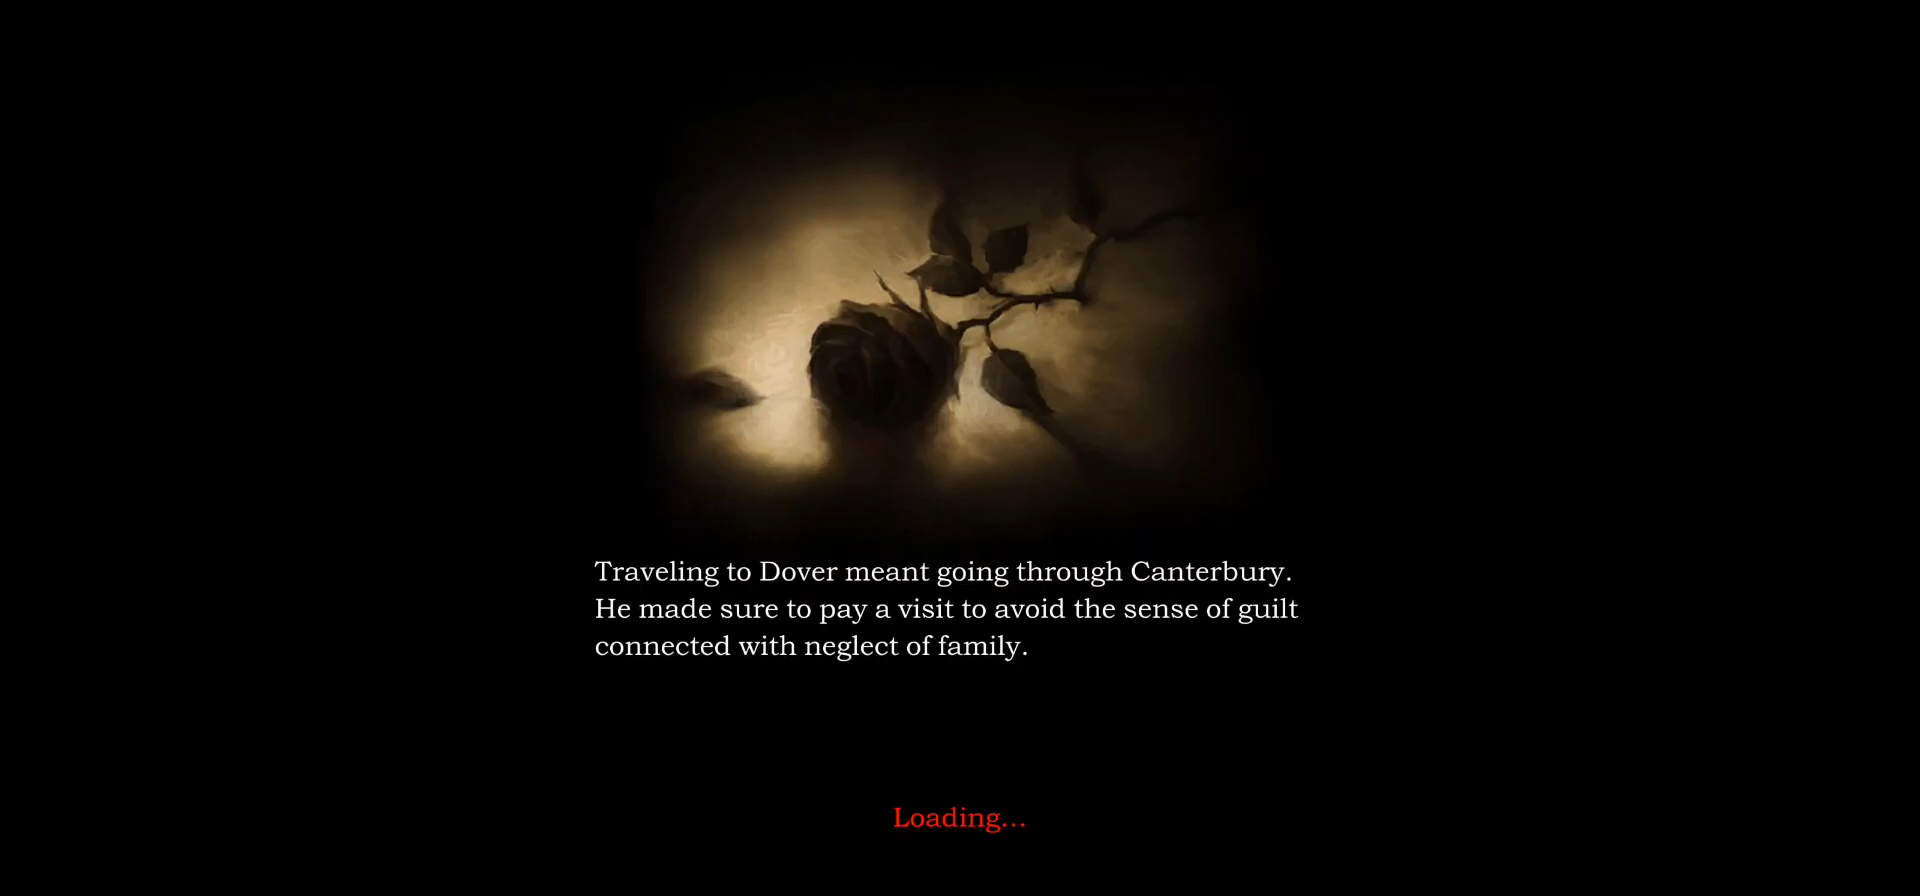 Traveling to Dover meant going through Canterbury.
He made sure to pay a visit to avoid the sense of guilt
connected with neglect of family.
Loading...